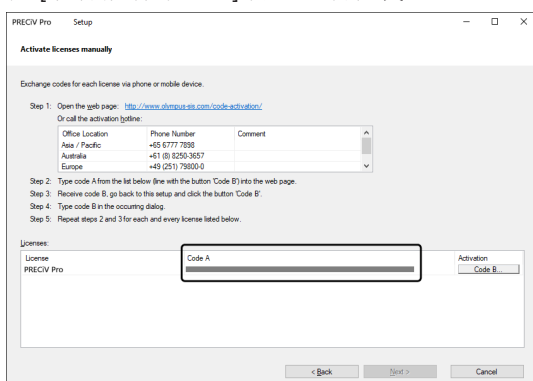 PRECiV Pro Setup
Activate licenses manually
Exchange codes for each license via phone or mobile device.
Step 1: Open the web page: http://www.olympus-sis.com/code-activation/
Or call the activation hotline:
Office Location Phone Number Comment
Asia / Pacific +65 6777 7898
Australia +61 (8) 8250-3657
Europe +49 (251) 79800-0
Step 2: Type code A from the list below (line with the button 'Code B') into the web page.
Step 3: Receive code B, go back to this setup and click the button 'Code B'.
Step 4: Type code B in the occurring dialog.
Step 5: Repeat steps 2 and 3 for each and every license listed below.
Licenses:
License Code A Activation
PRECiV Pro Code B...
< Back Next > Cancel